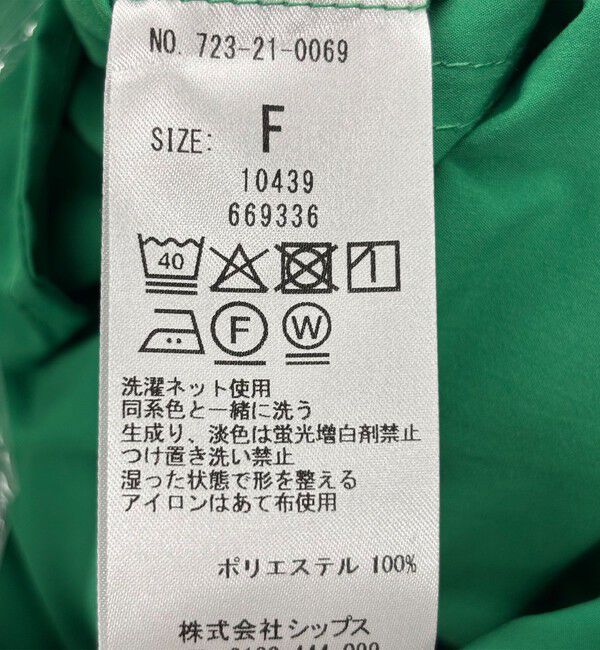 NO. 723-21-0069
SIZE: F
10439
669336
40
F W
洗濯ネット使用
同系色と一緒に洗う
生成り、淡色は蛍光増白剤禁止
つけ置き洗い禁止
湿った状態で形を整える
アイロンはあて布使用
ポリエステル 100%
株式会社シップス